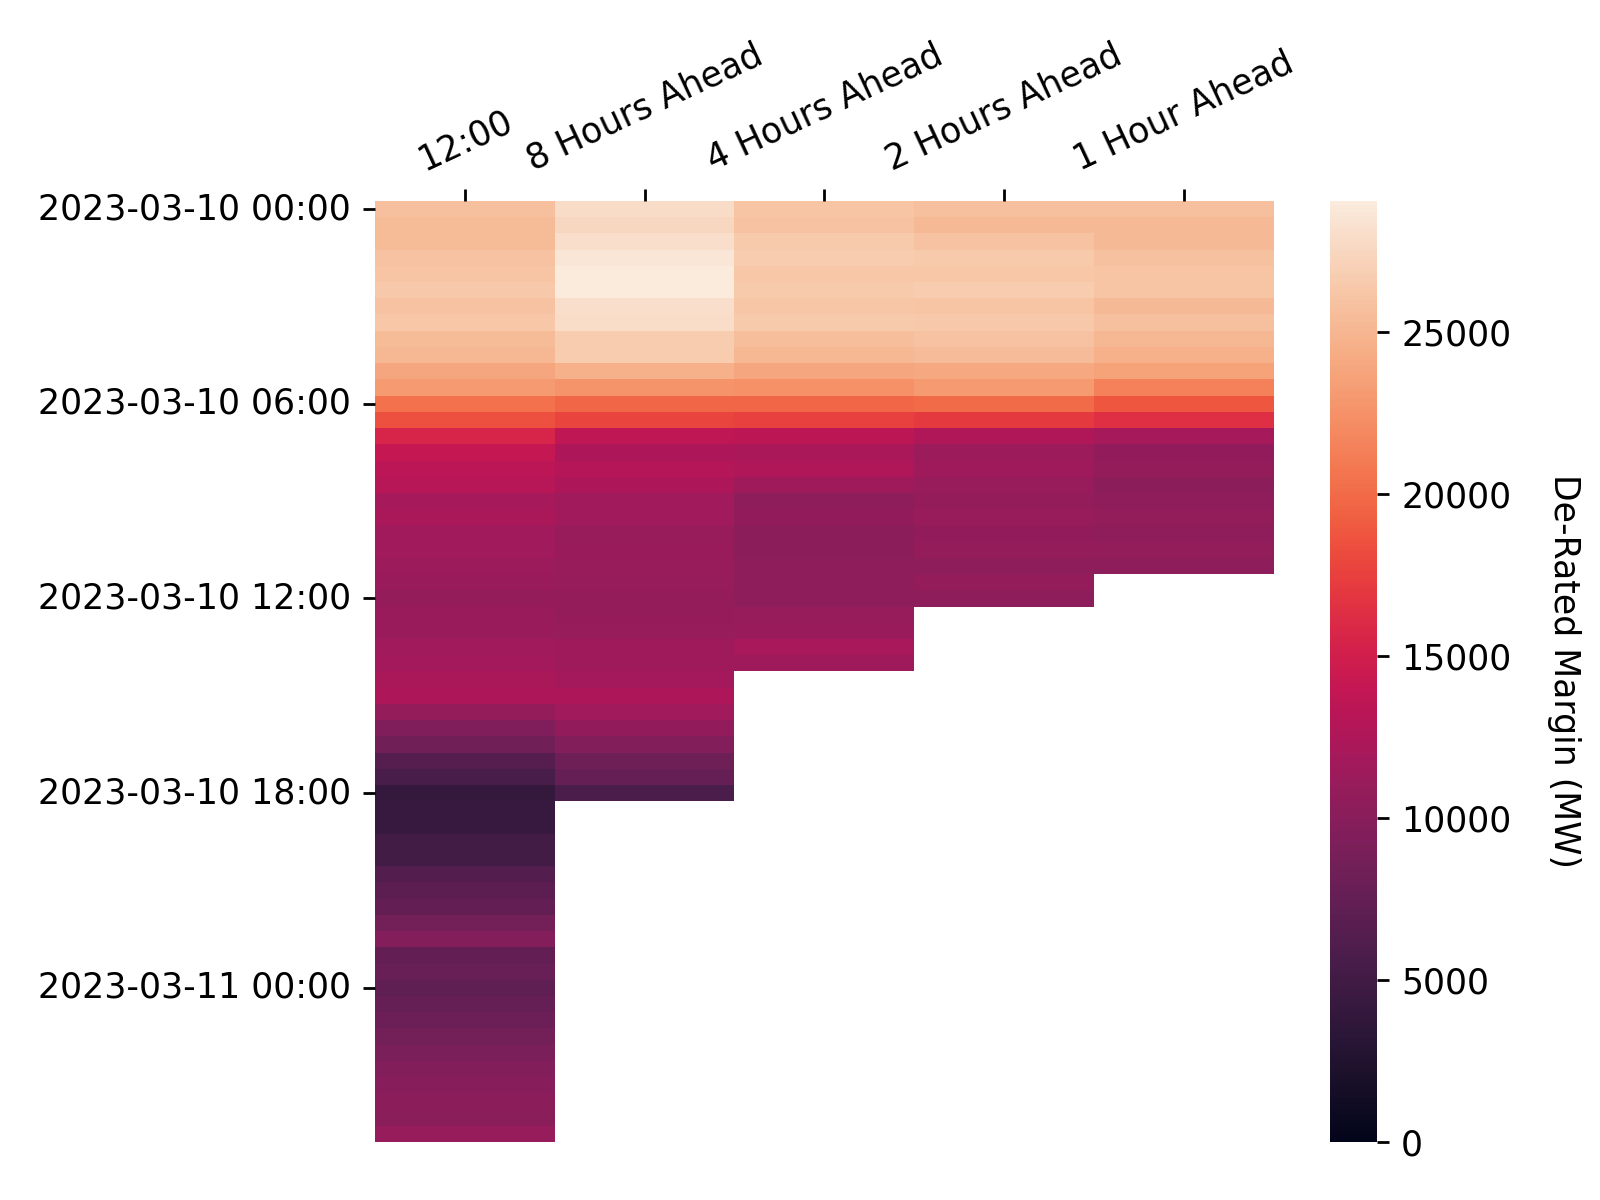 12:00
8 Hours Ahead
4 Hours Ahead
2 Hours Ahead
1 Hour Ahead
2023-03-10 00:00
2023-03-10 06:00
2023-03-10 12:00
2023-03-10 18:00
2023-03-11 00:00
25000
20000
15000
10000
5000
0
De-Rated Margin (MW)